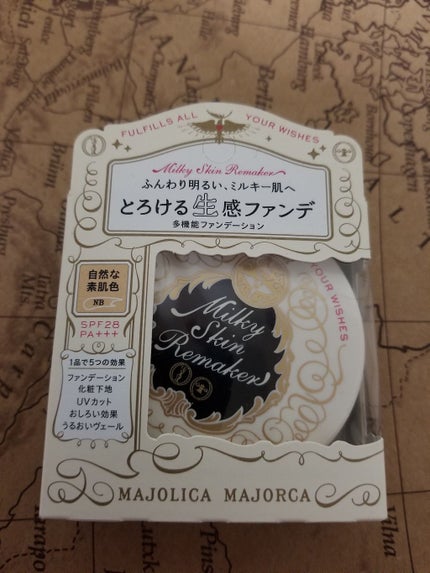 FULFILLS ALL YOUR WISHES
Milky Skin Remaker
ふんわり明るい、ミルキー肌へ
とろける生感ファンデ
多機能ファンデーション
自然な
素肌色
NB
SPF28
PA+++
1品で5つの効果
ファンデーション
化粧下地
UVカット
おしろい効果
うるおいヴェール
YOUR WISHES
Milky
Skin
Remaker
MAJOLICA MAJORCA
Vilna